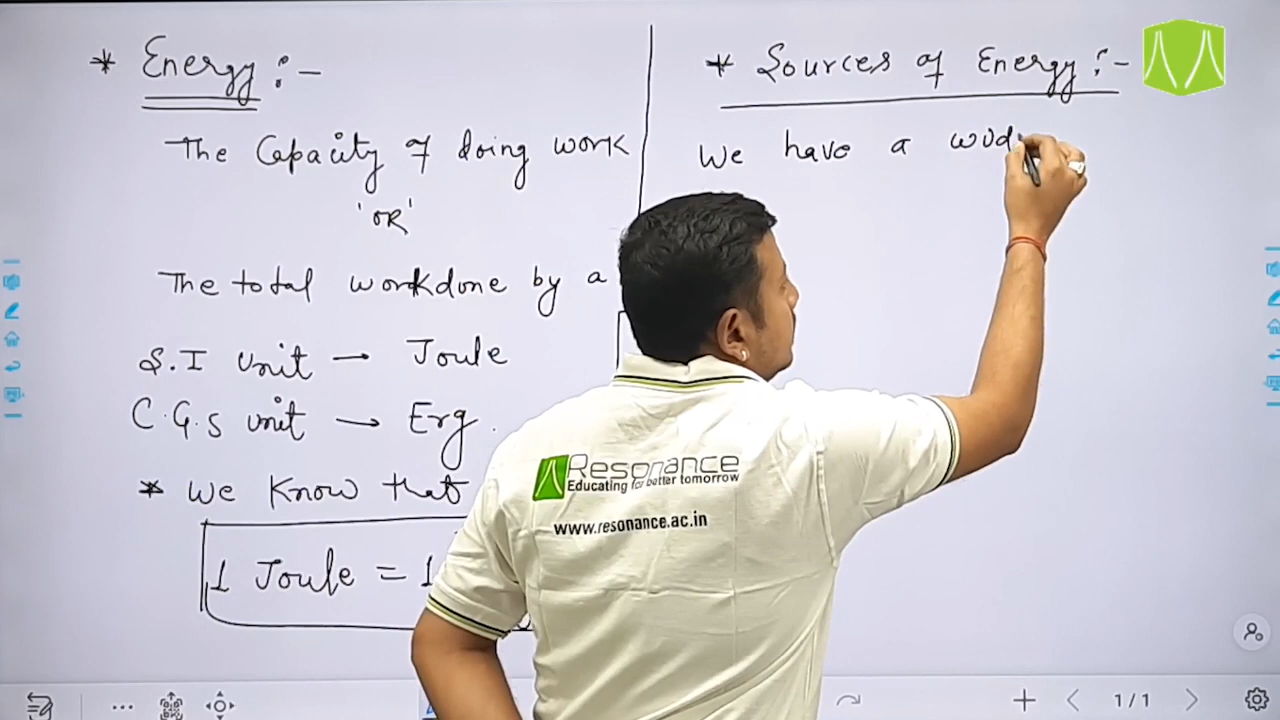 * Energy :-
The Capacity of doing work
'OR'
The total workdone by a
S.I unit → Joule
C.G.S unit → Erg.
* We Know that
1 Joule = 1
* Sources of Energy :-
We have a wid
Resonance
Educating for better tomorrow
www.resonance.ac.in
1/1